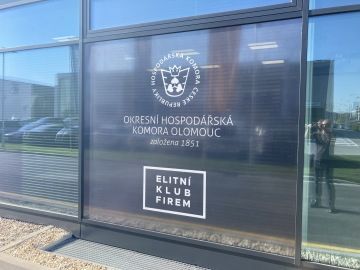 HOSPODÁŘSKÁ KOMORA ČESKÉ REPUBLIKY
OKRESNÍ HOSPODÁŘSKÁ
KOMORA OLOMOUC
založena 1851
ELITNÍ
KLUB
FIREM